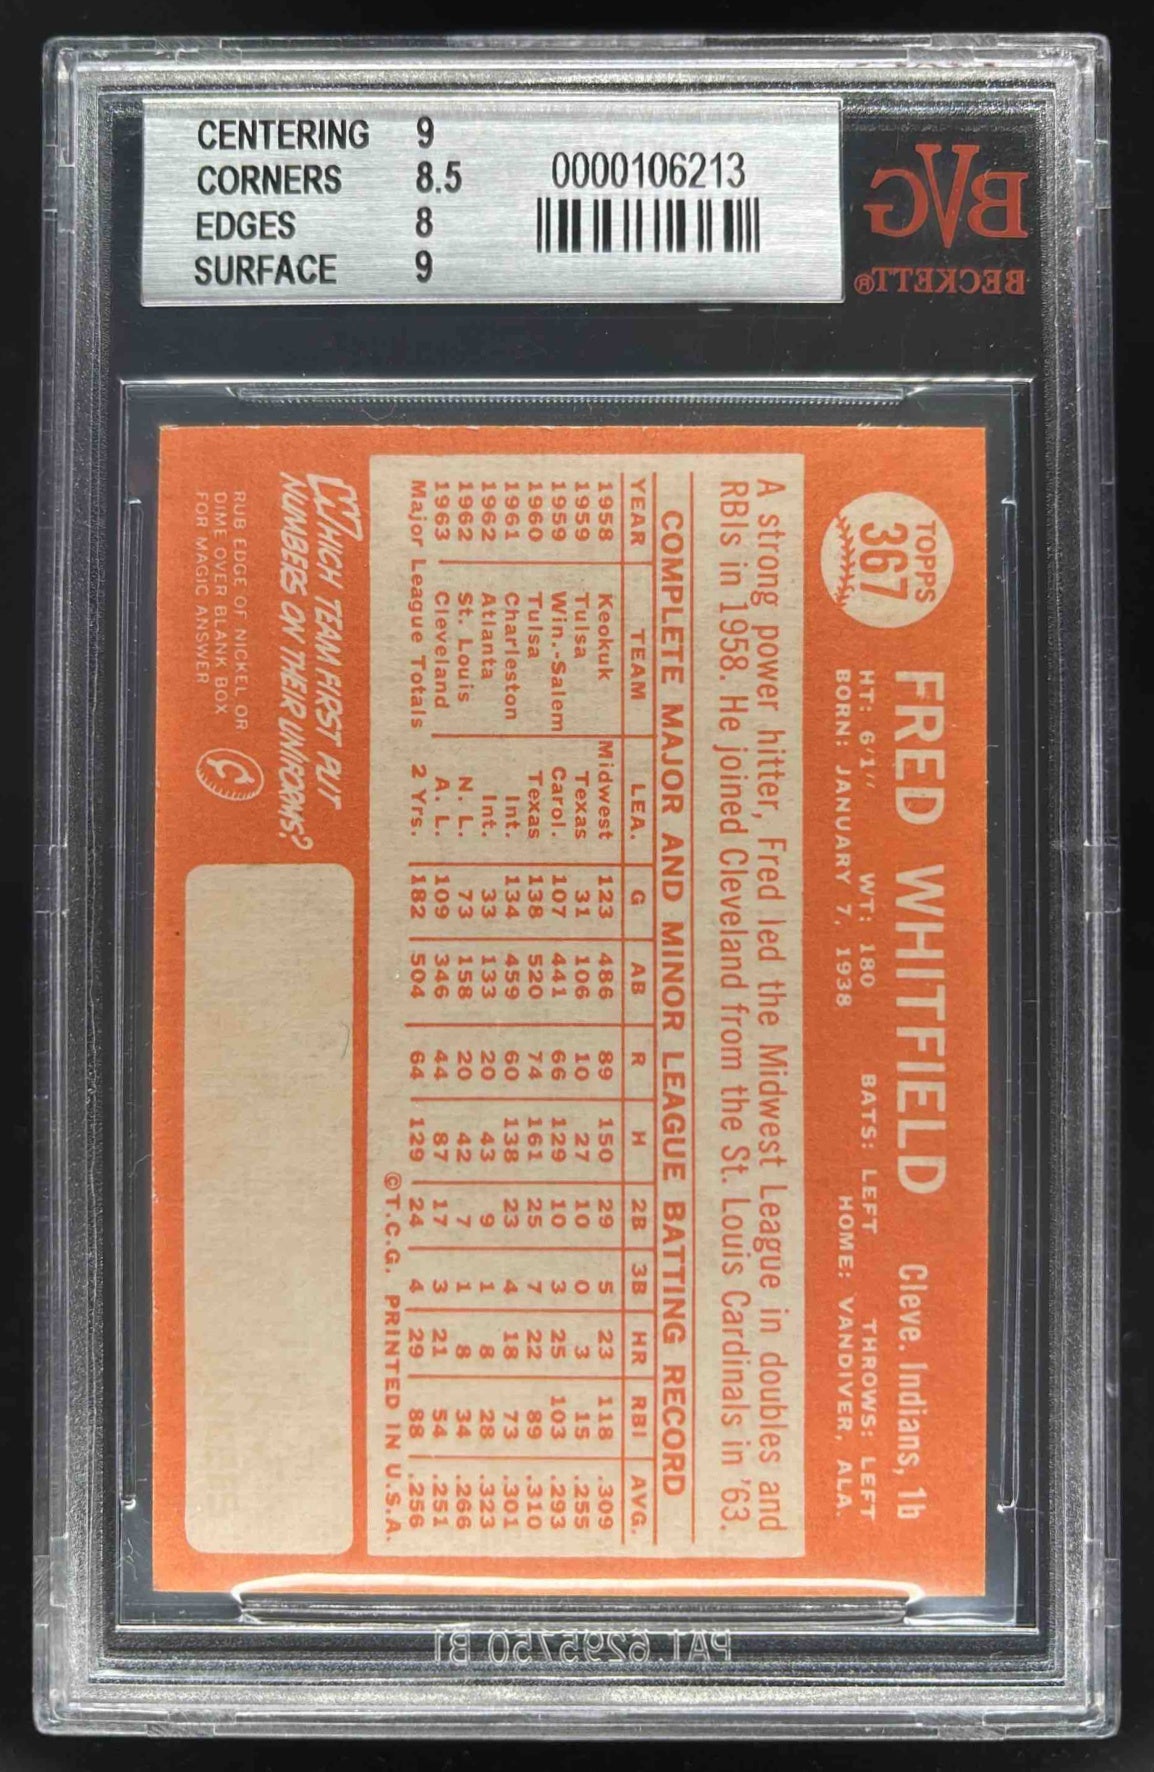 CENTERING 9
CORNERS 8.5
EDGES 8
SURFACE 9
0000106213
BVG
BECKETT®
TOPPS
367
FRED WHITFIELD Cleve. Indians, 1b
HT: 6'1" WT: 180 BATS: LEFT THROWS: LEFT
BORN: JANUARY 7, 1938 HOME: VANDIVER, ALA.
A strong power hitter, Fred led the Midwest League in doubles and
RBIs in 1958. He joined Cleveland from the St. Louis Cardinals in '63.
COMPLETE MAJOR AND MINOR LEAGUE BATTING RECORD
YEAR TEAM LEA. G AB R H 2B 3B HR RBI AVG.
1958 Keokuk Midwest 123 486 89 150 29 5 23 118 .309
1959 Tulsa Texas 31 106 10 27 10 0 3 15 .255
1959 Win.-Salem Carol. 107 441 66 129 10 3 25 103 .293
1960 Tulsa Texas 138 520 74 161 25 7 22 89 .310
1961 Charleston Int. 134 459 60 138 23 4 18 73 .301
1962 Atlanta Int. 33 133 20 43 9 1 8 28 .323
1962 St. Louis N. L. 73 158 20 42 7 1 8 34 .266
1963 Cleveland A. L. 109 346 44 87 17 3 21 54 .251
Major League Totals 2 Yrs. 182 504 64 129 24 4 29 88 .256
©T.C.G. PRINTED IN U.S.A.
WHICH TEAM FIRST PUT
NUMBERS ON THEIR UNIFORMS?
RUB EDGE OF NICKEL OR
DIME OVER BLANK BOX
FOR MAGIC ANSWER
PAT. 6295750 B1